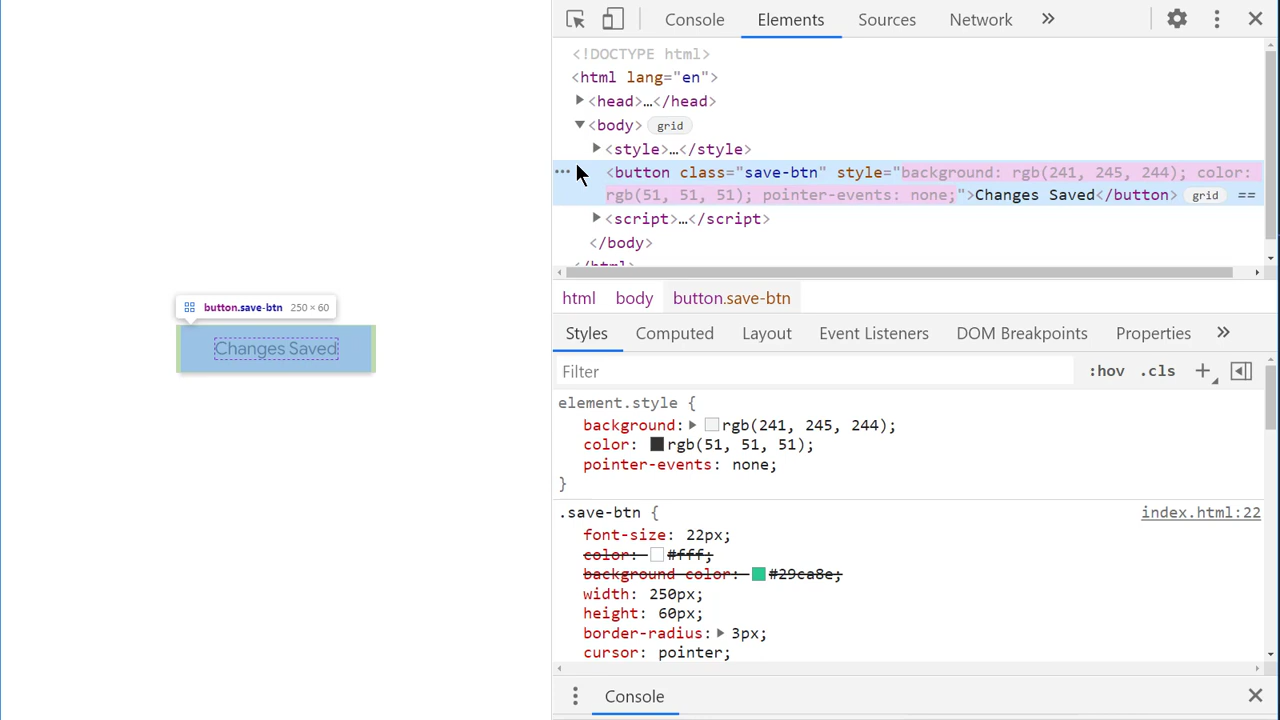 Console Elements Sources Network »
<!DOCTYPE html>
<html lang="en">
<head>…</head>
<body> grid
<style>…</style>
<button class="save-btn" style="background: rgb(241, 245, 244); color:
rgb(51, 51, 51); pointer-events: none;">Changes Saved</button> grid ==
<script>…</script>
</body>
</html>
html body button.save-btn
button.save-btn 250 × 60
Changes Saved
Styles Computed Layout Event Listeners DOM Breakpoints Properties »
Filter :hov .cls +
element.style {
background: rgb(241, 245, 244);
color: rgb(51, 51, 51);
pointer-events: none;
}
.save-btn { index.html:22
font-size: 22px;
color: #fff;
background-color: #29ca8e;
width: 250px;
height: 60px;
border-radius: 3px;
cursor: pointer;
Console